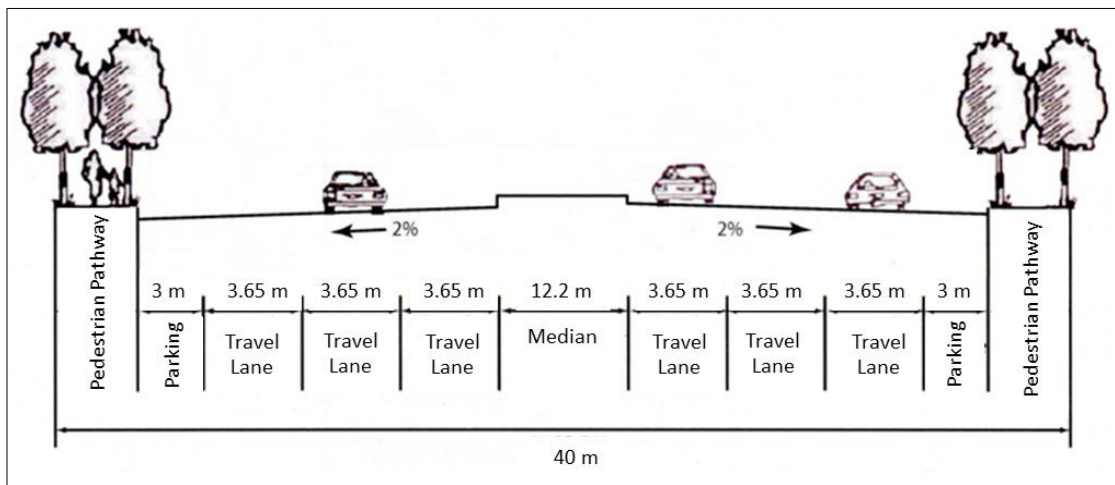 2%
2%
3 m
3.65 m
3.65 m
3.65 m
12.2 m
3.65 m
3.65 m
3.65 m
3 m
Pedestrian Pathway
Parking
Travel
Lane
Travel
Lane
Travel
Lane
Median
Travel
Lane
Travel
Lane
Travel
Lane
Parking
Pedestrian Pathway
40 m